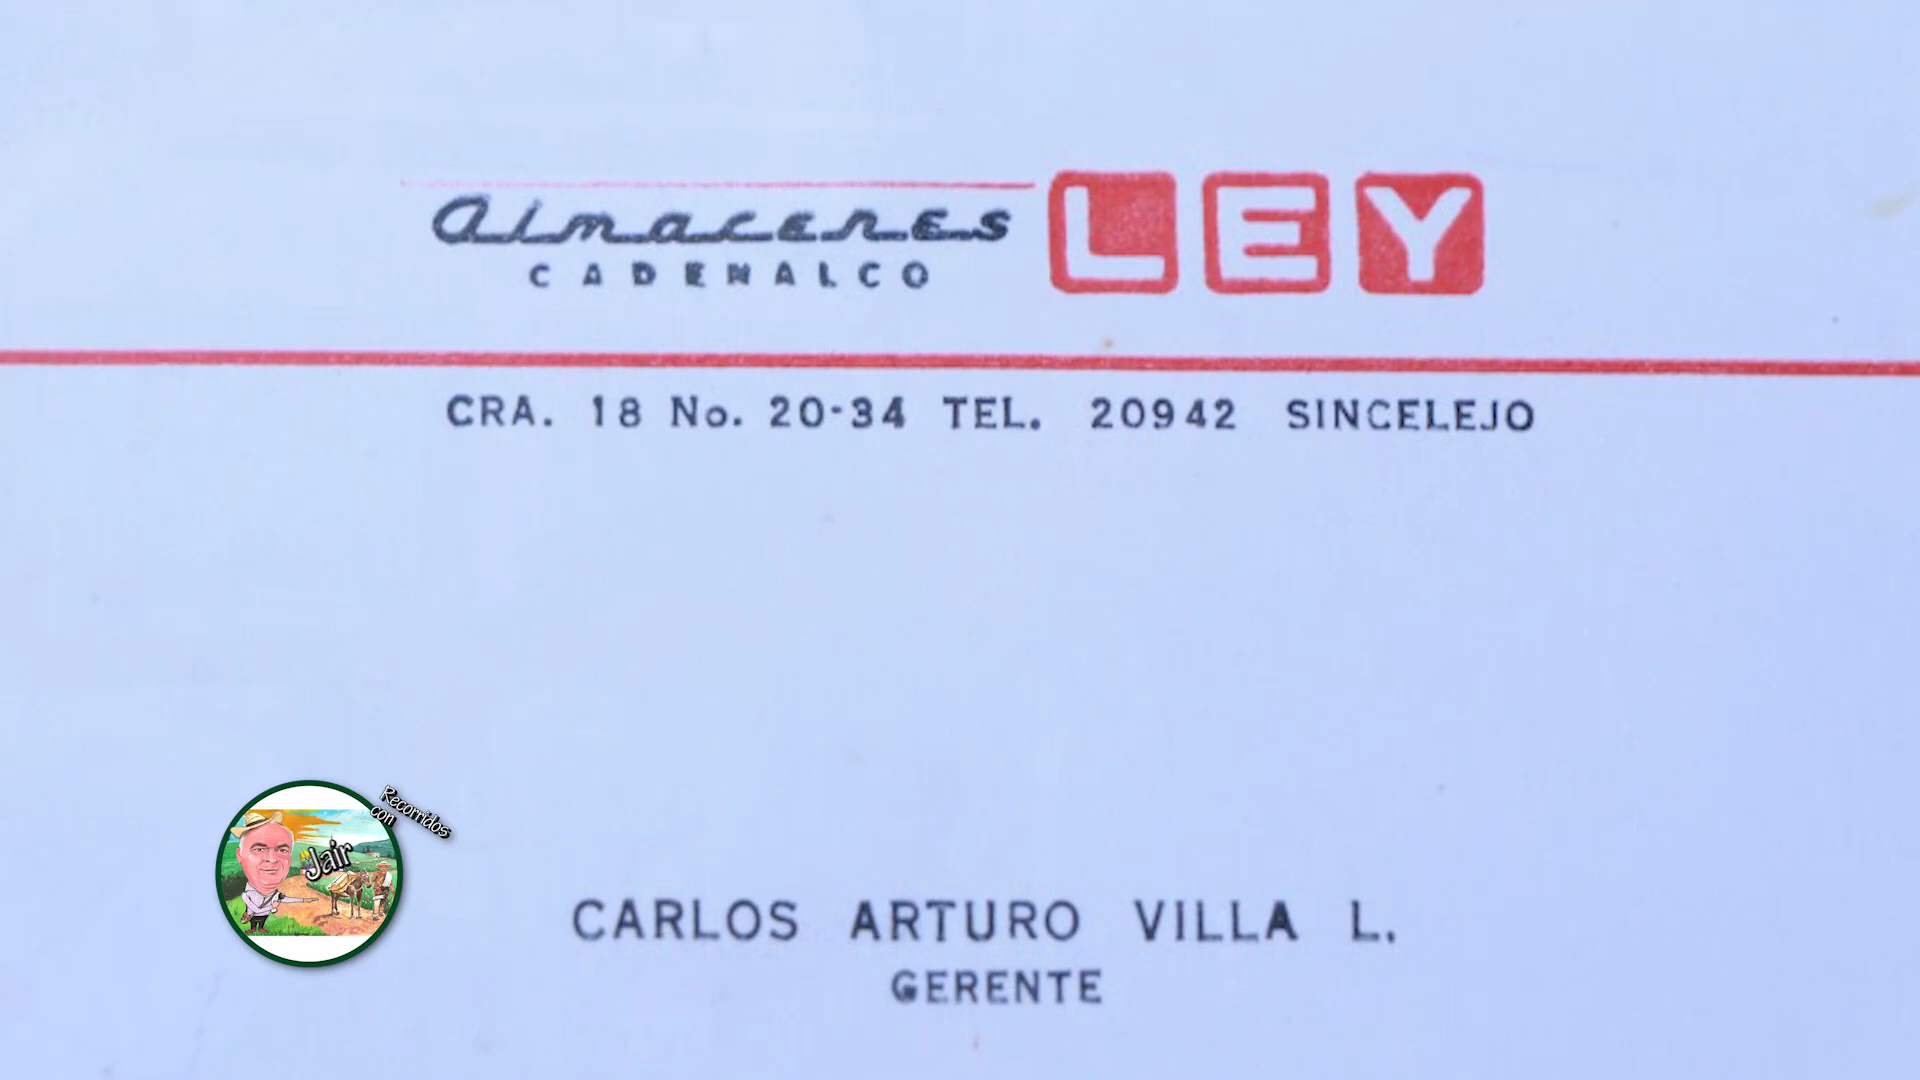 Almacenes LEY
CADENALCO
CRA. 18 No. 20-34 TEL. 20942 SINCELEJO
Recorridos
con
Jair
CARLOS ARTURO VILLA L.
GERENTE